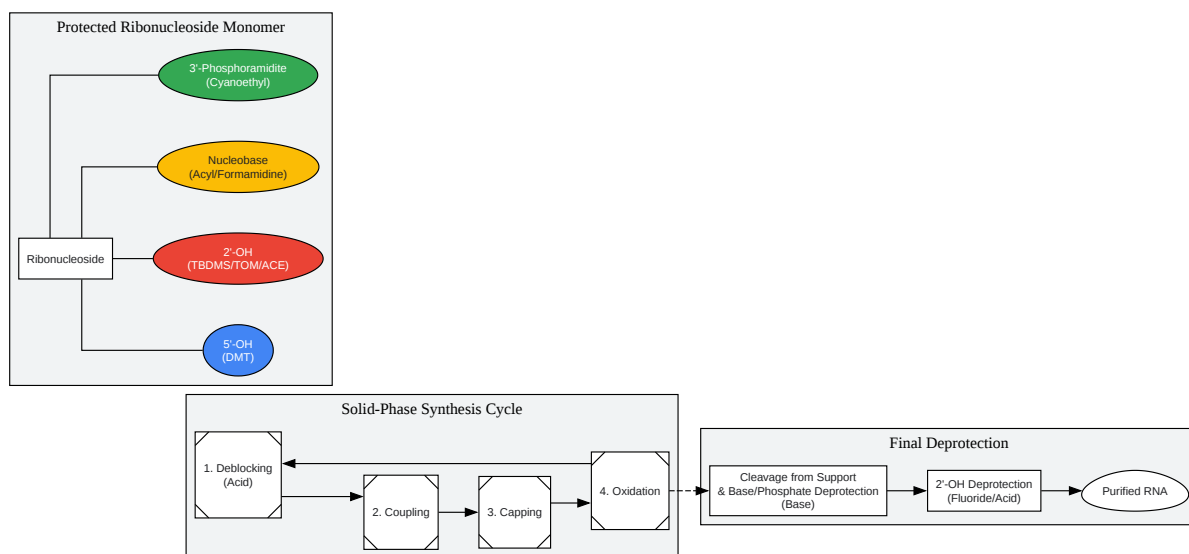 Protected Ribonucleoside Monomer
3'-Phosphoramidite
(Cyanoethyl)
Nucleobase
(Acyl/Formamidine)
Ribonucleoside
2'-OH
(TBDMS/TOM/ACE)
5'-OH
(DMT)
Solid-Phase Synthesis Cycle
1. Deblocking
(Acid)
2. Coupling
3. Capping
4. Oxidation
Final Deprotection
Cleavage from Support
& Base/Phosphate Deprotection
(Base)
2'-OH Deprotection
(Fluoride/Acid)
Purified RNA